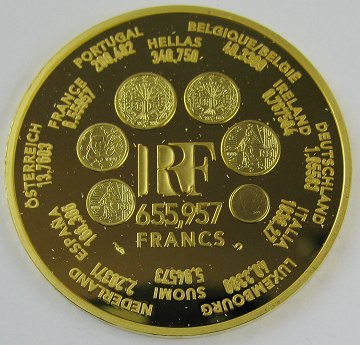 PORTUGAL
200,482
HELLAS
340,750
BELGIQUE/BELGIË
40,3399
IRELAND
0,787564
DEUTSCHLAND
1,95583
ITALIA
1936,27
LUXEMBOURG
40,3399
SUOMI
5,94573
NEDERLAND
2,20371
ESPAÑA
166,386
ÖSTERREICH
13,7603
FRANCE
6,55957
RF
655,957
FRANCS